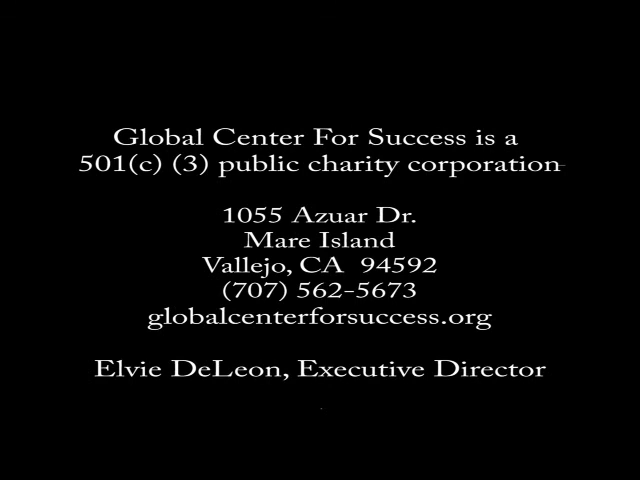 Global Center For Success is a
501(c) (3) public charity corporation
1055 Azuar Dr.
Mare Island
Vallejo, CA 94592
(707) 562-5673
globalcenterforsuccess.org
Elvie DeLeon, Executive Director